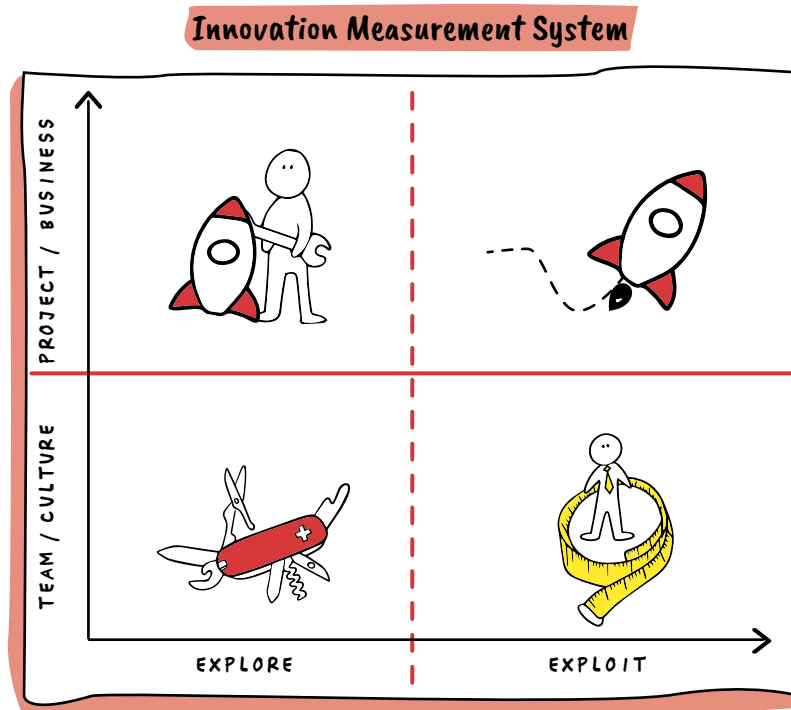 Innovation Measurement System
PROJECT / BUSINESS
TEAM / CULTURE
EXPLORE
EXPLOIT